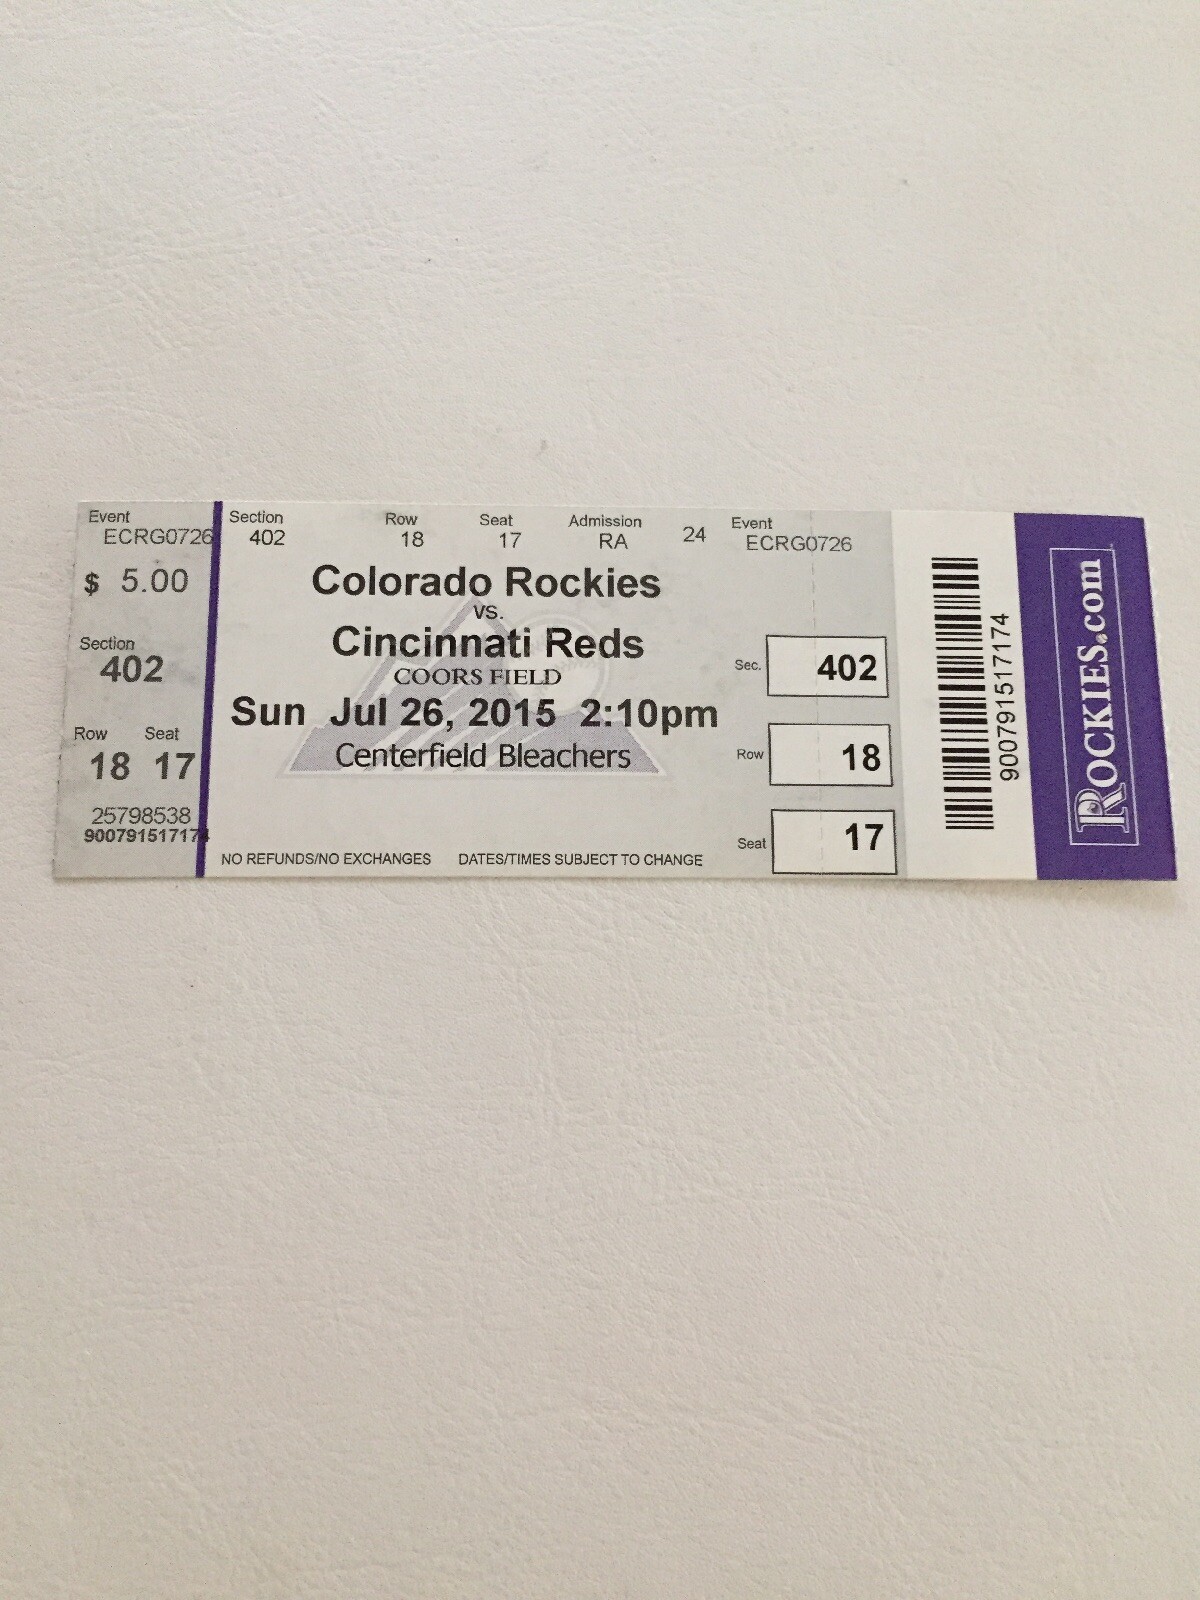 Event
ECRG0726
$ 5.00
Section
402
Row Seat
18 17
25798538
900791517174
Section Row Seat Admission
402 18 17 RA 24
Colorado Rockies
VS.
Cincinnati Reds
COORS FIELD
Sun Jul 26, 2015 2:10pm
Centerfield Bleachers
NO REFUNDS/NO EXCHANGES DATES/TIMES SUBJECT TO CHANGE
Event
ECRG0726
Sec. 402
Row 18
Seat 17
900791517174
ROCKIES.com